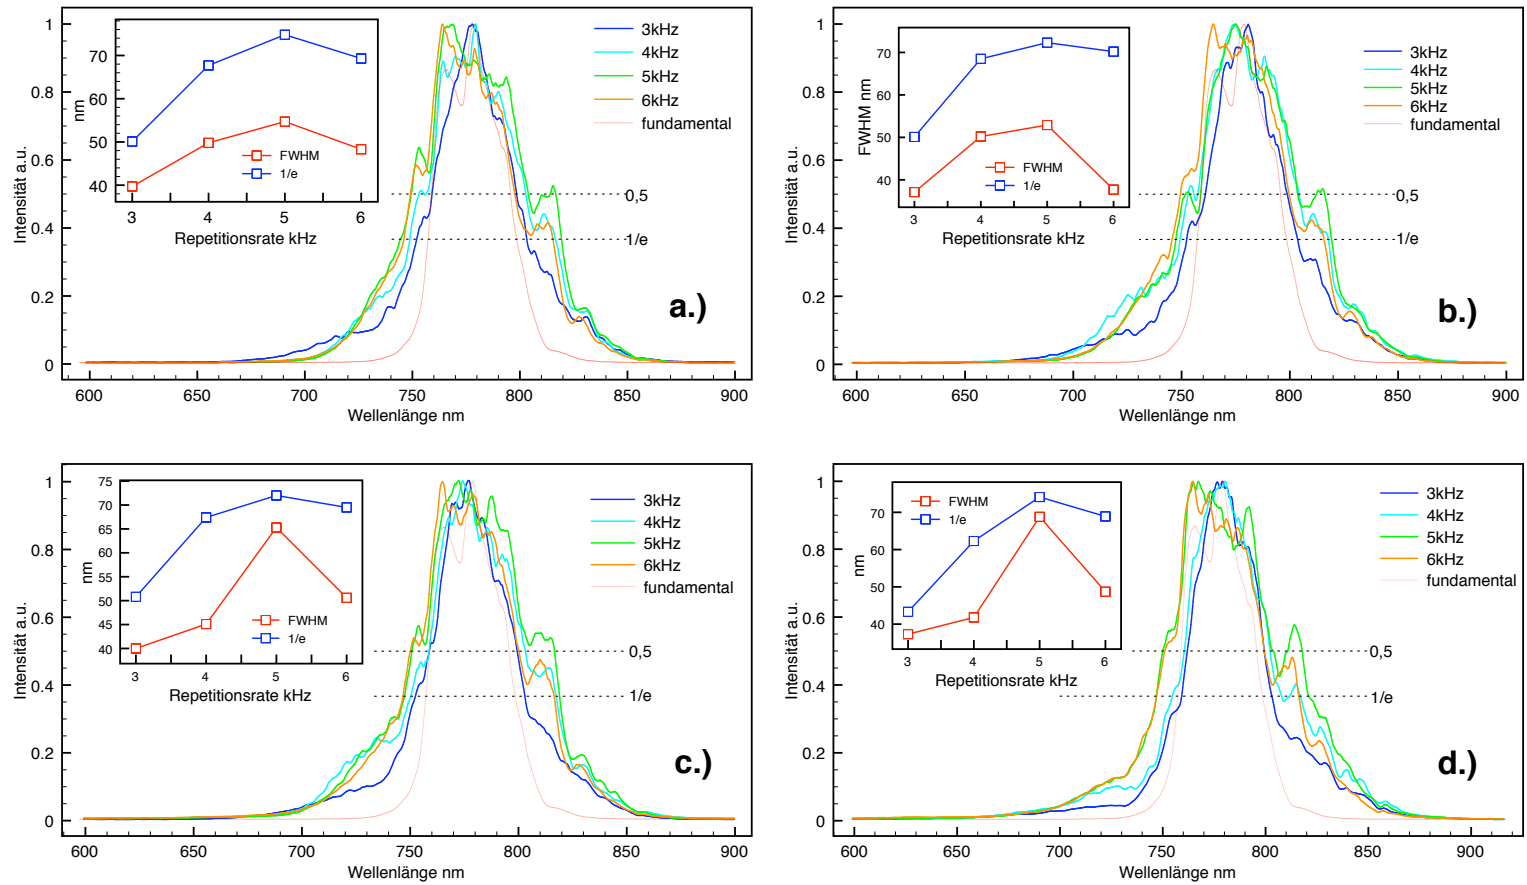 1
0.8
0.6
0.4
0.2
0
Intensität a.u.
600
650
700
750
800
850
900
Wellenlänge nm
3kHz
4kHz
5kHz
6kHz
fundamental
0,5
1/e
a.)
70
60
50
40
nm
FWHM
1/e
3
4
5
6
Repetitionsrate kHz
1
0.8
0.6
0.4
0.2
0
Intensität a.u.
600
650
700
750
800
850
900
Wellenlänge nm
3kHz
4kHz
5kHz
6kHz
fundamental
0,5
1/e
b.)
70
60
50
40
FWHM nm
FWHM
1/e
3
4
5
6
Repetitionsrate kHz
1
0.8
0.6
0.4
0.2
0
Intensität a.u.
600
650
700
750
800
850
900
Wellenlänge nm
3kHz
4kHz
5kHz
6kHz
fundamental
0,5
1/e
c.)
75
70
65
60
55
50
45
40
nm
FWHM
1/e
3
4
5
6
Repetitionsrate kHz
1
0.8
0.6
0.4
0.2
0
Intensität a.u.
600
650
700
750
800
850
900
Wellenlänge nm
3kHz
4kHz
5kHz
6kHz
fundamental
0,5
1/e
d.)
70
60
50
40
nm
FWHM
1/e
3
4
5
6
Repetitionsrate kHz